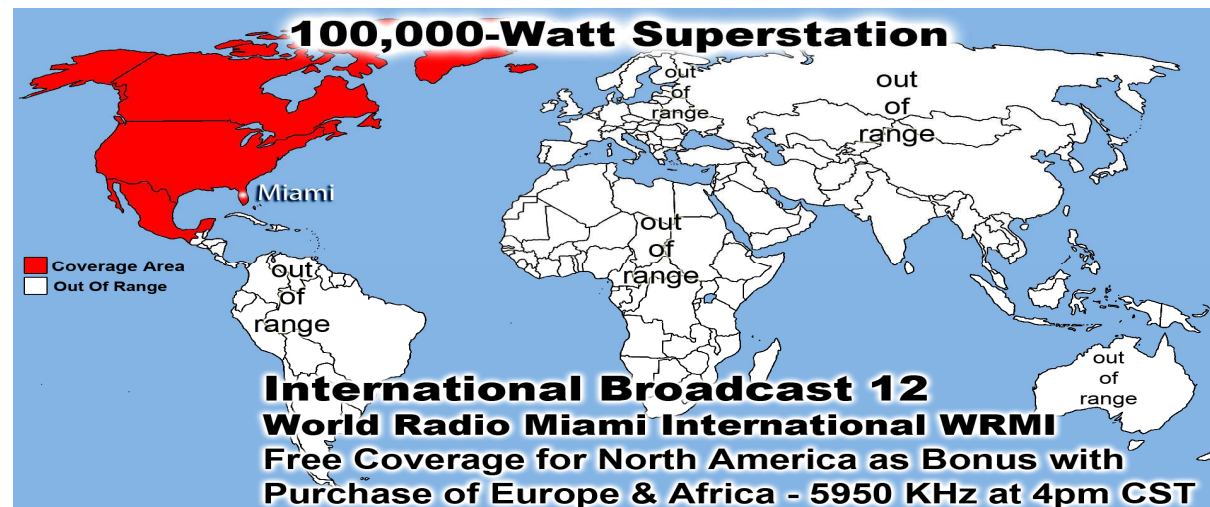 100,000-Watt Superstation
out
of
range
out
of
range
Miami
out
of
range
Coverage Area
Out Of Range
out
of
range
out
of
range
International Broadcast 12
World Radio Miami International WRMI
Free Coverage for North America as Bonus with
Purchase of Europe & Africa - 5950 KHz at 4pm CST